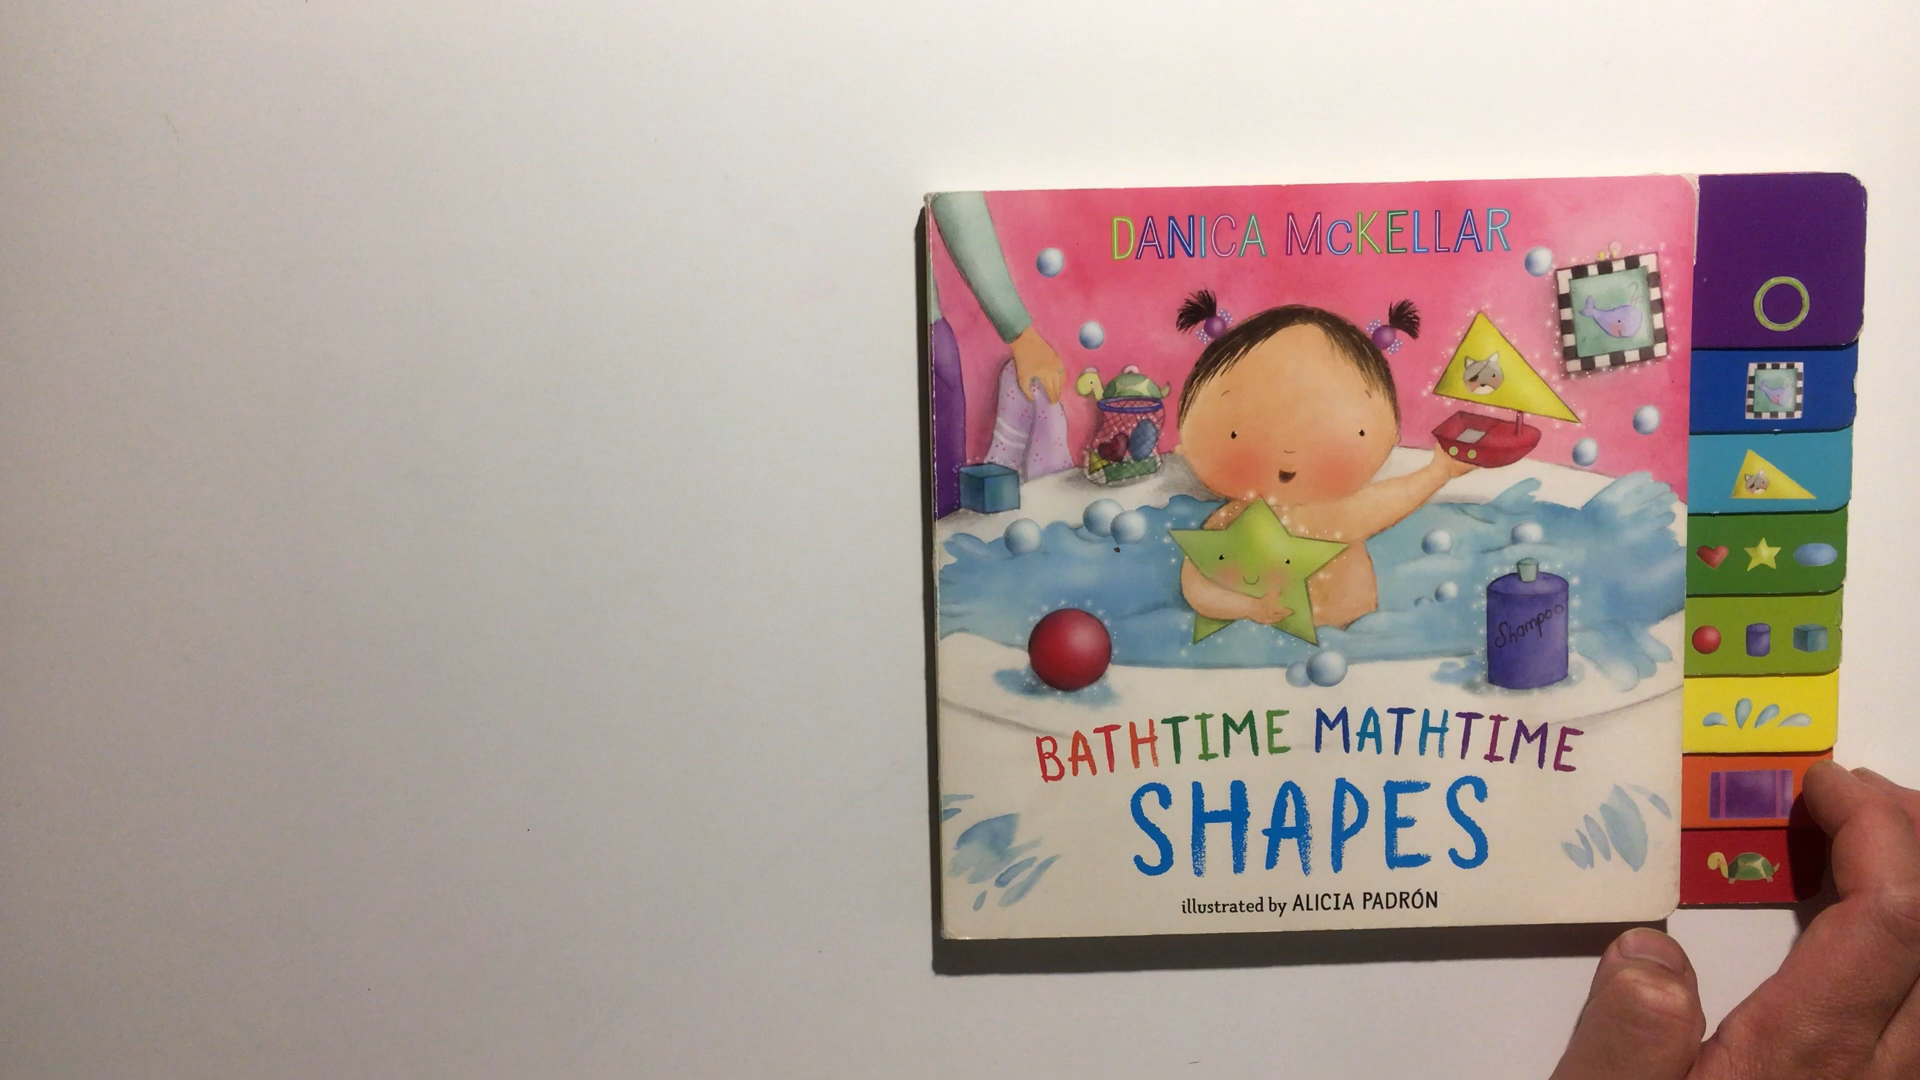 DANICA McKELLAR
Shampoo
BATHTIME MATHTIME
SHAPES
illustrated by ALICIA PADRÓN